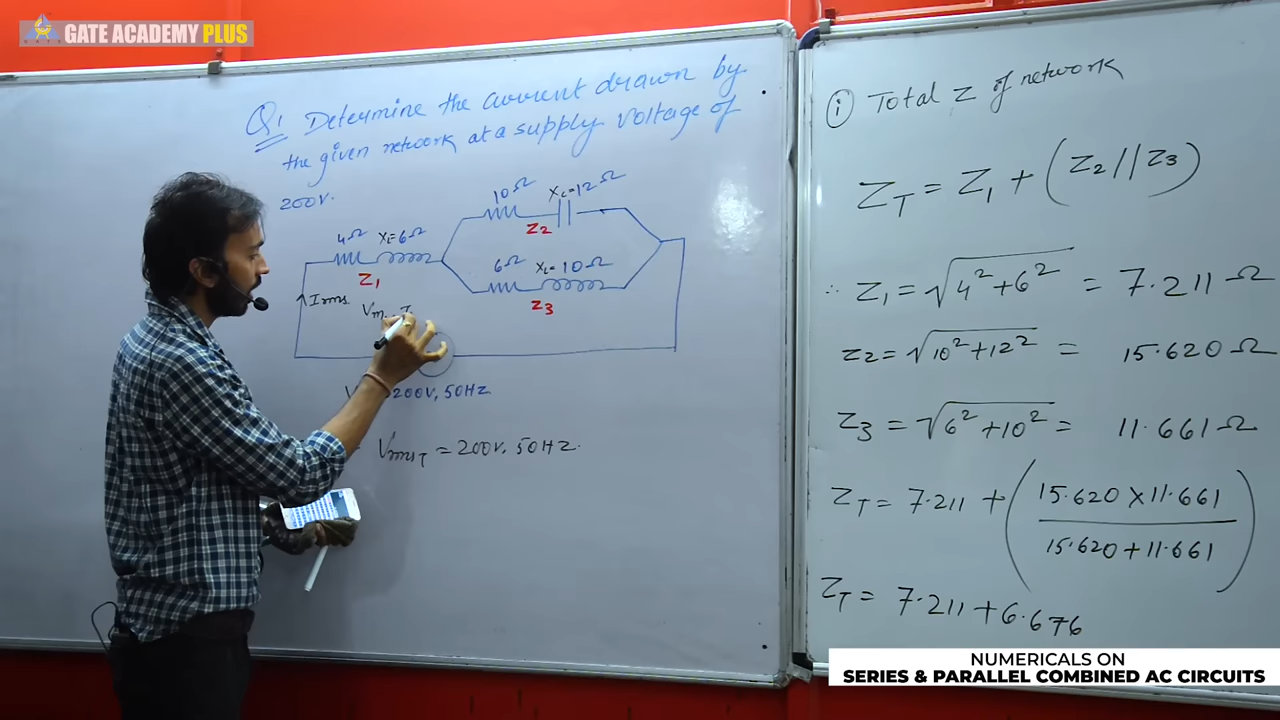 GATE ACADEMY PLUS
Q1 Determine the current drawn by
the given network at a supply voltage of
200V.
10Ω Xc=12Ω
Z2
4Ω XL=6Ω
Z1
6Ω XL=10Ω
Z3
Irms
200V, 50HZ
VrmsT = 200V, 50HZ.
i Total Z of network
ZT = Z1 + (Z2 // Z3)
∴ Z1 = √4²+6² = 7.211 Ω
Z2 = √10²+12² = 15.620 Ω
Z3 = √6²+10² = 11.661 Ω
ZT = 7.211 + (15.620 × 11.661
15.620 + 11.661)
ZT = 7.211 + 6.676
NUMERICALS ON
SERIES & PARALLEL COMBINED AC CIRCUITS